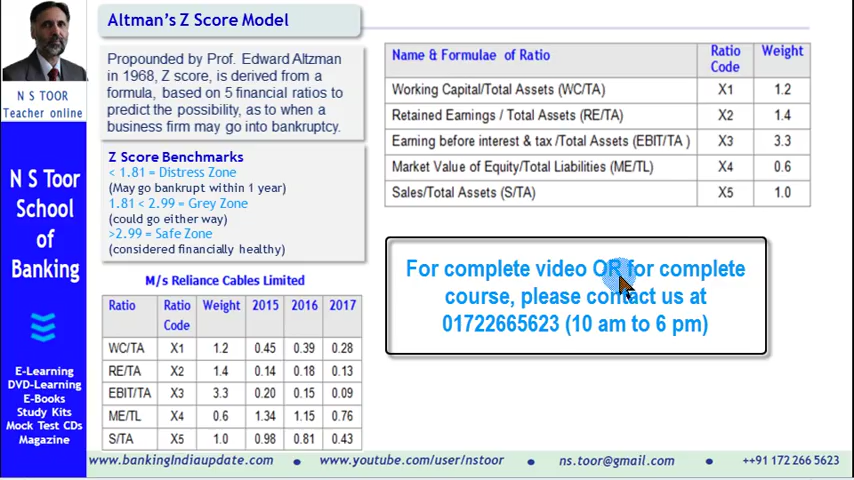 Altman's Z Score Model
N S TOOR
Teacher online
N S Toor
School
of
Banking
E-Learning
DVD-Learning
E-Books
Study Kits
Mock Test CDs
Magazine
Propounded by Prof. Edward Altzman
in 1968, Z score, is derived from a
formula, based on 5 financial ratios to
predict the possibility, as to when a
business firm may go into bankruptcy.
Z Score Benchmarks
< 1.81 = Distress Zone
(May go bankrupt within 1 year)
1.81 < 2.99 = Grey Zone
(could go either way)
>2.99 = Safe Zone
(considered financially healthy)
M/s Reliance Cables Limited
Ratio Ratio Code Weight 2015 2016 2017
WC/TA X1 1.2 0.45 0.39 0.28
RE/TA X2 1.4 0.14 0.18 0.13
EBIT/TA X3 3.3 0.20 0.15 0.09
ME/TL X4 0.6 1.34 1.15 0.76
S/TA X5 1.0 0.98 0.81 0.43
Name & Formulae of Ratio Ratio Code Weight
Working Capital/Total Assets (WC/TA) X1 1.2
Retained Earnings / Total Assets (RE/TA) X2 1.4
Earning before interest & tax /Total Assets (EBIT/TA ) X3 3.3
Market Value of Equity/Total Liabilities (ME/TL) X4 0.6
Sales/Total Assets (S/TA) X5 1.0
For complete video OR for complete
course, please contact us at
01722665623 (10 am to 6 pm)
www.bankingIndiaupdate.com ● www.youtube.com/user/nstoor ● ns.toor@gmail.com ● ++91 172 266 5623